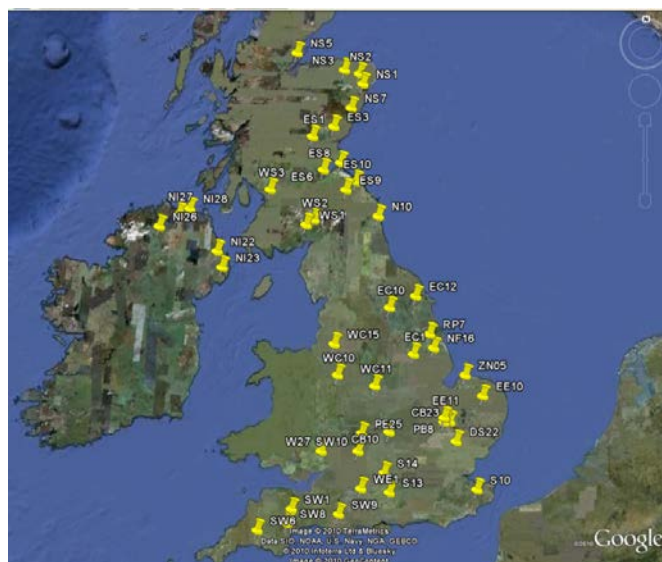 N
NS5
NS3
NS2
NS1
NS7
ES1
ES3
ES8
ES10
WS3
ES6
ES9
NI27
NI28
WS2
WS1
N10
NI26
NI22
NI23
EC10
EC12
RP7
WC15
EC1
NF16
WC10
WC11
ZN05
EE10
EE11
CB23
PE25
PB8
DS22
W27
SW10
CB10
S14
WE1
S13
S10
SW1
SW9
SW8
SW6
Image © 2010 TerraMetrics
Data SIO, NOAA, U.S. Navy, NGA, GEBCO
© 2010 Infoterra Ltd & Bluesky
© 2010 GeoContent
©2010
Google